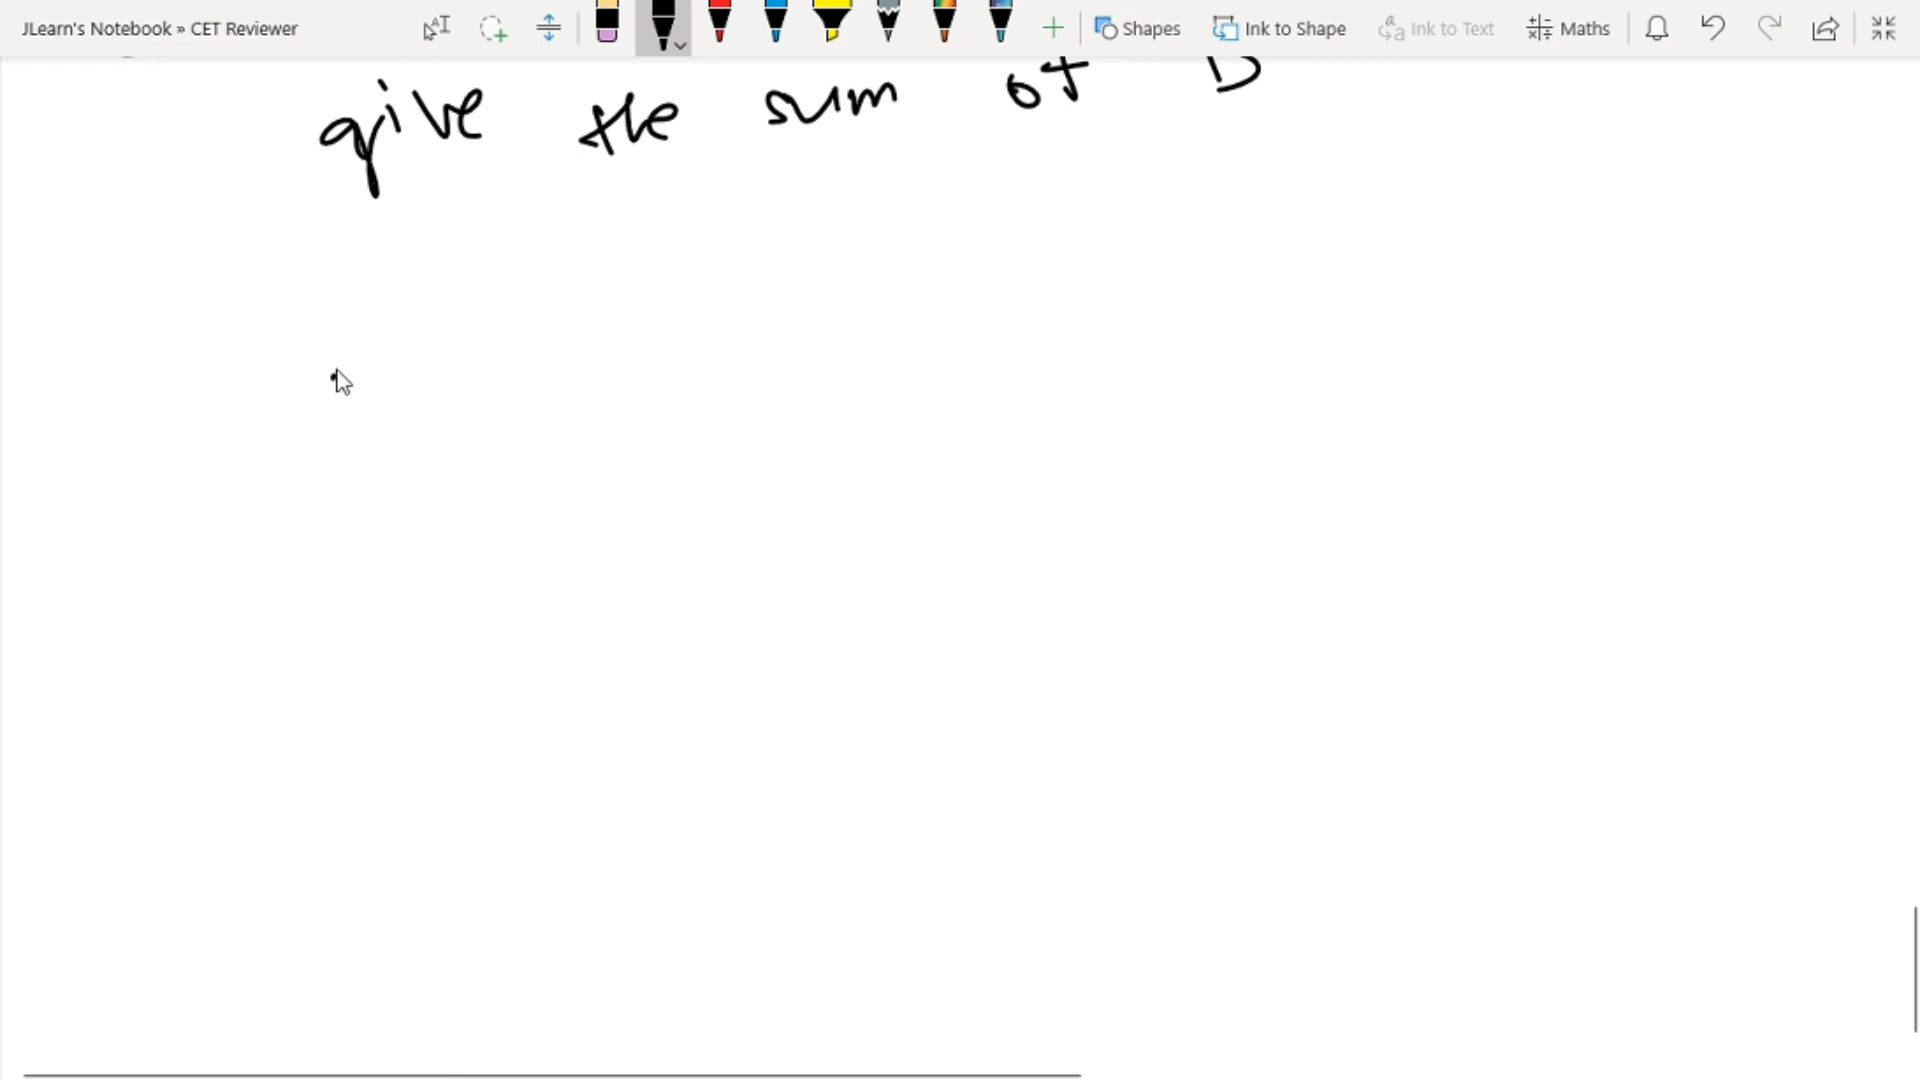 JLearn's Notebook » CET Reviewer Shapes Ink to Shape Ink to Text Maths
give the sum of